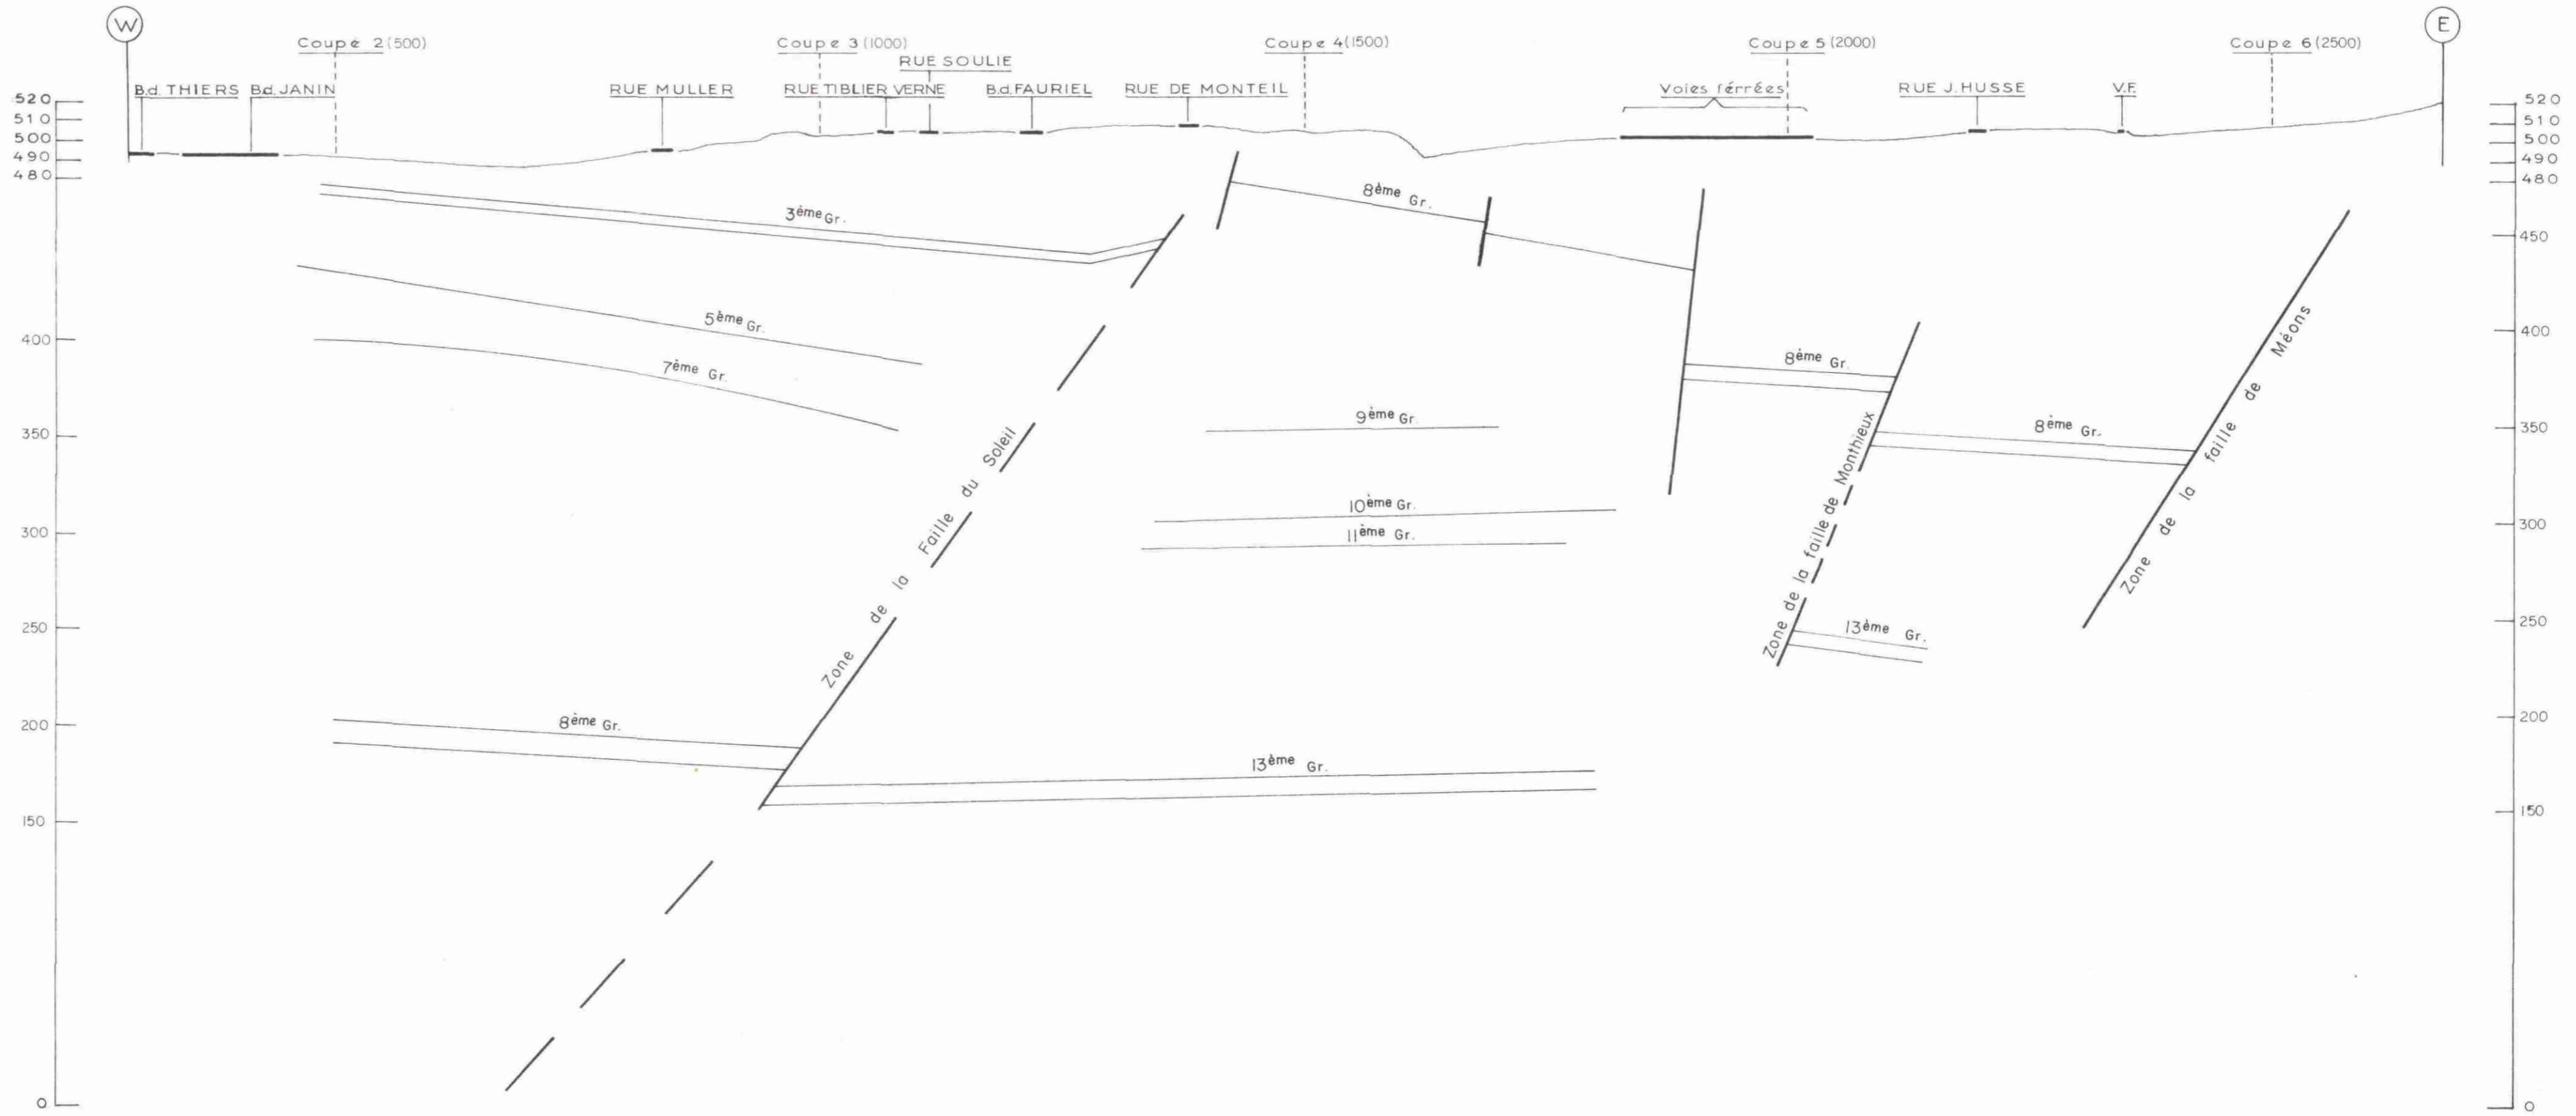 W
E
Coupe 2 (500)
Coupe 3 (1000)
Coupe 4 (1500)
Coupe 5 (2000)
Coupe 6 (2500)
RUE SOULIE
B.d. THIERS
B.d. JANIN
RUE MULLER
RUE TIBLIER VERNE
B.d. FAURIEL
RUE DE MONTEIL
Voies férrées
RUE J. HUSSE
V.F.
520
510
500
490
480
400
350
300
250
200
150
0
520
510
500
490
480
450
400
350
300
250
200
150
0
3ème Gr.
5ème Gr.
7ème Gr.
8ème Gr.
Zone de la Faille du Soleil
8ème Gr.
9ème Gr.
10ème Gr.
11ème Gr.
13ème Gr.
8ème Gr.
Zone de la faille de Monthieux
13ème Gr.
8ème Gr.
Zone de la faille de Méons